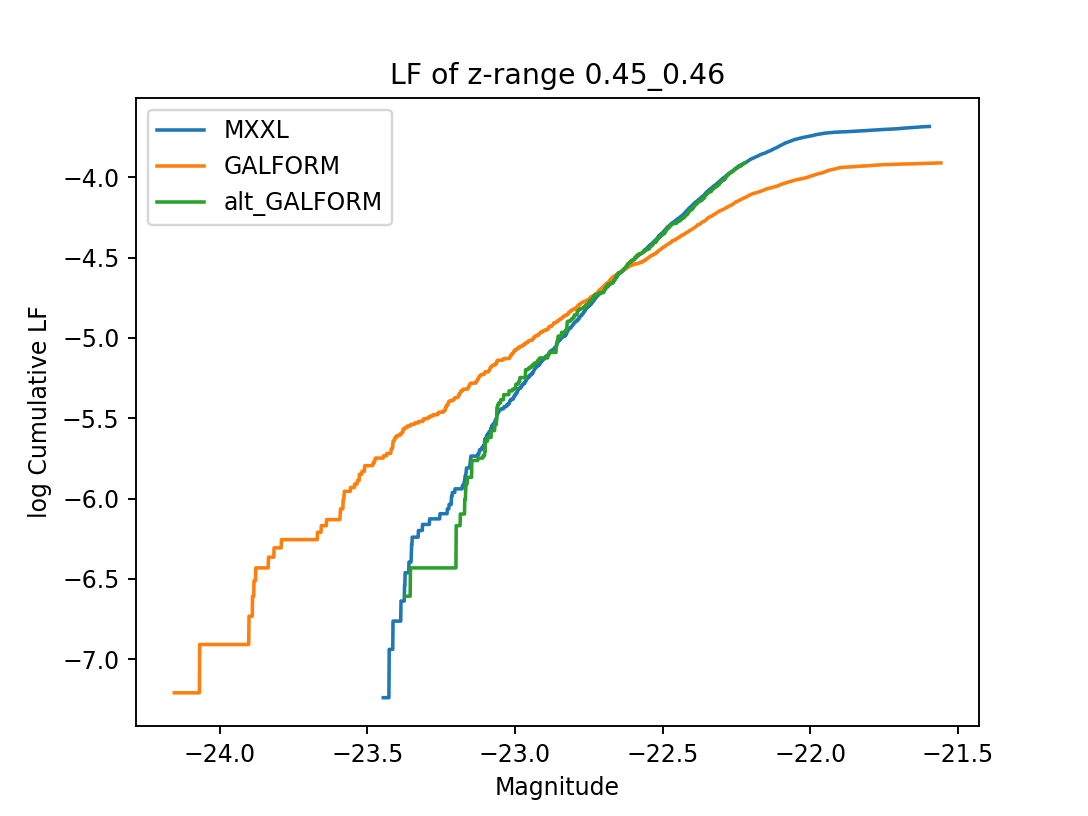 LF of z-range 0.45_0.46
MXXL
GALFORM
alt_GALFORM
−4.0
−4.5
−5.0
−5.5
−6.0
−6.5
−7.0
log Cumulative LF
−24.0 −23.5 −23.0 −22.5 −22.0 −21.5
Magnitude